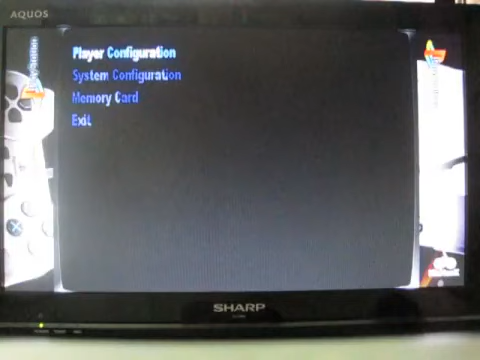 AQUOS
Player Configuration
System Configuration
Memory Card
Exit
SHARP